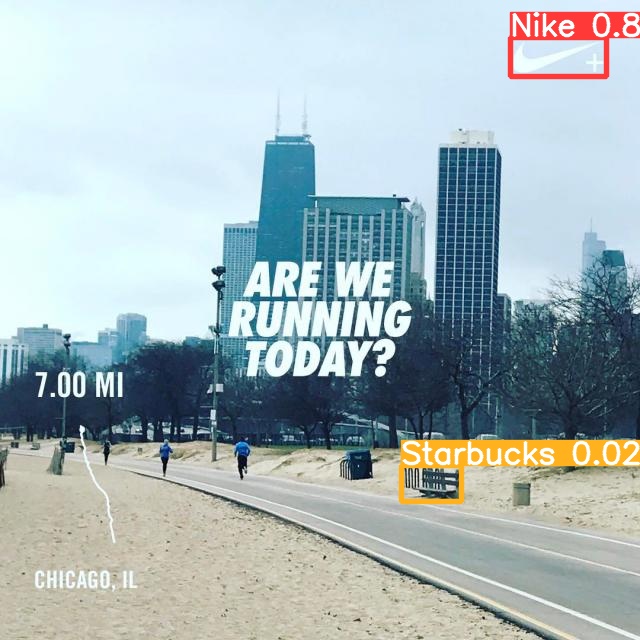 Nike 0.8
+
ARE WE
RUNNING
TODAY?
7.00 MI
Starbucks 0.02
CHICAGO, IL